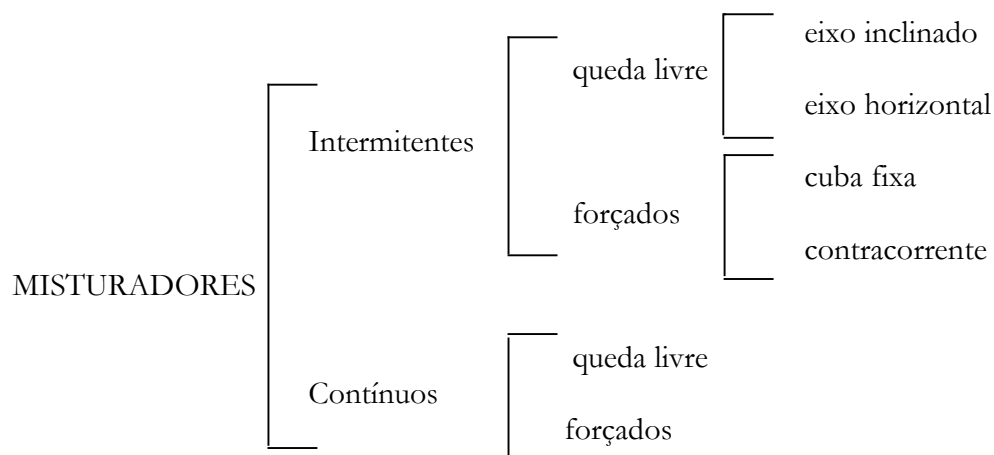 eixo inclinado
queda livre
eixo horizontal
Intermitentes
cuba fixa
forçados
contracorrente
MISTURADORES
queda livre
Contínuos
forçados